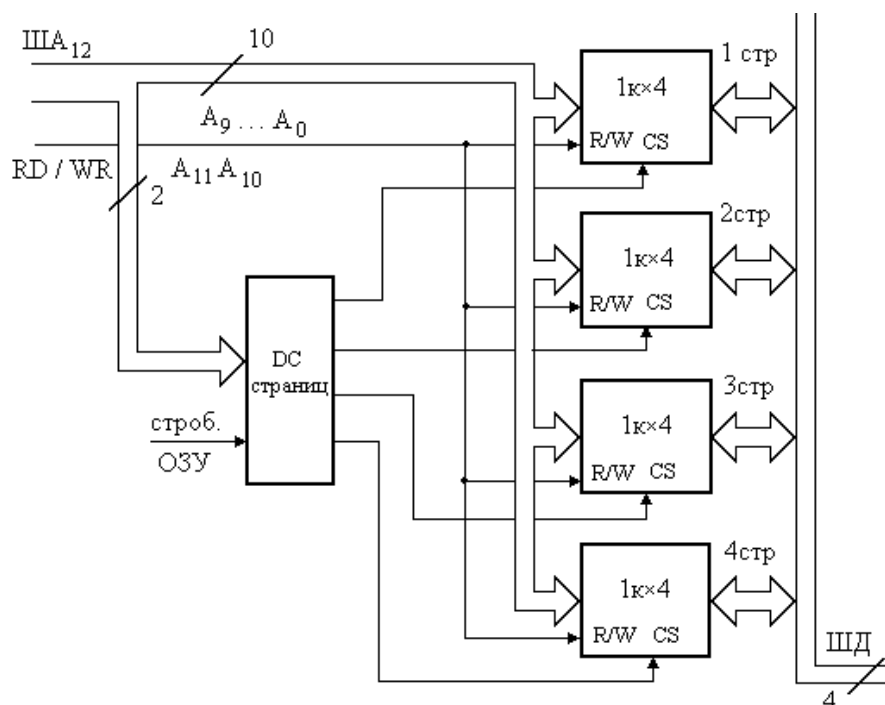 ША12
10
1 стр
1к×4
A9 ... A0
R/W CS
RD / WR
A11 A10
2
2стр
1к×4
R/W CS
DC
страниц
3стр
1к×4
строб.
ОЗУ
R/W CS
4стр
1к×4
R/W CS
ШД
4